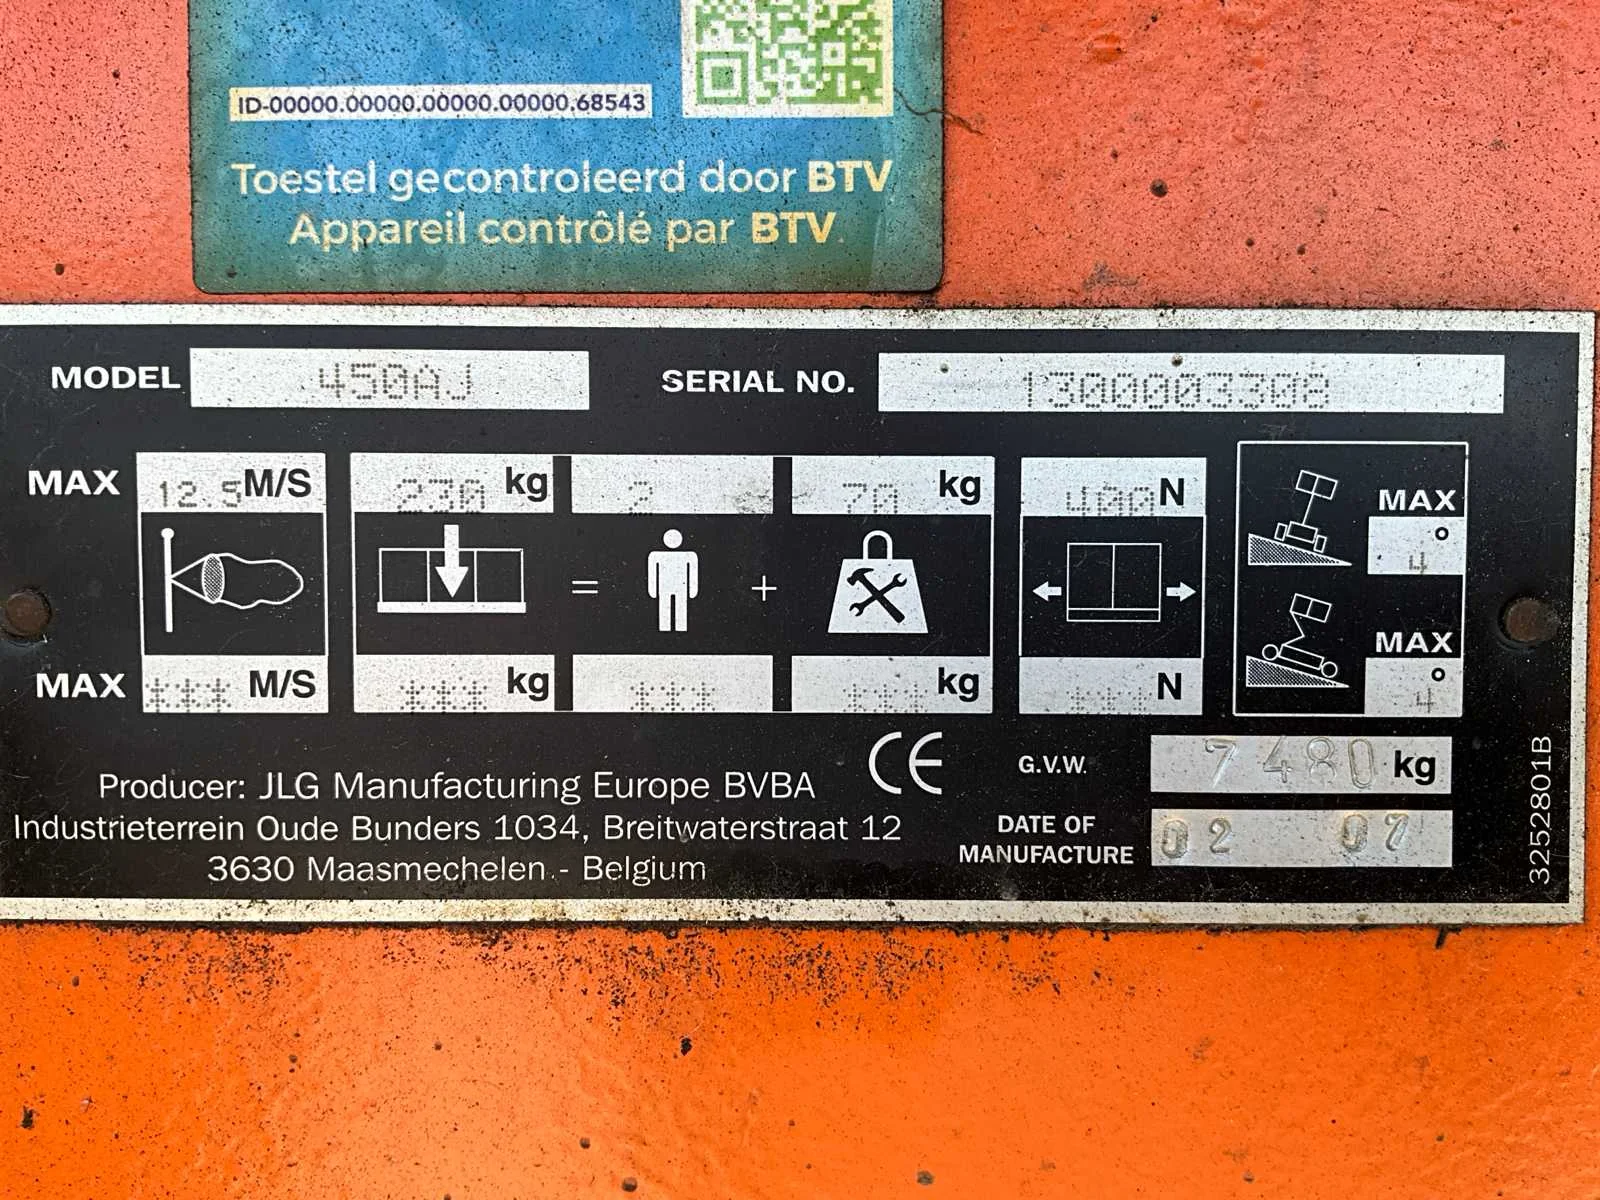 ID-00000.00000.00000.00000.68543
Toestel gecontroleerd door BTV
Appareil contrôlé par BTV
MODEL 450AJ SERIAL NO. 1300003308
MAX 12.5 M/S 230 kg 2 70 kg 400 N MAX 4°
= +
MAX *** M/S *** kg *** *** kg *** N MAX 4°
CE G.V.W. 7480 kg
Producer: JLG Manufacturing Europe BVBA
Industrieterrein Oude Bunders 1034, Breitwaterstraat 12
3630 Maasmechelen - Belgium
DATE OF MANUFACTURE 02 07
3252801B